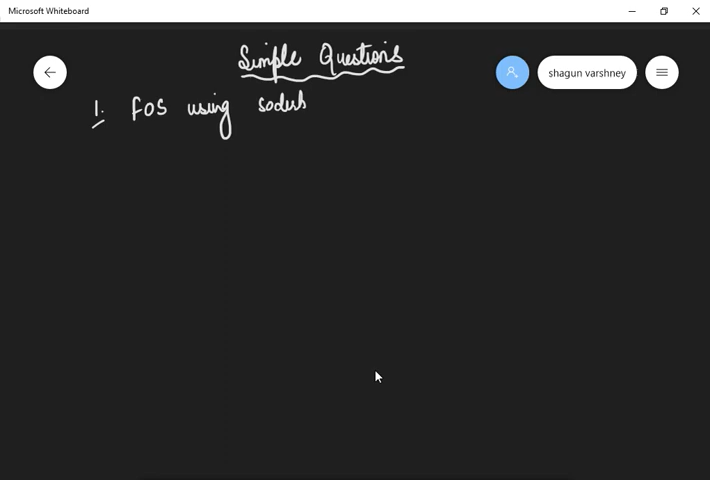 Microsoft Whiteboard
Simple Questions
shagun varshney
1. FOS using